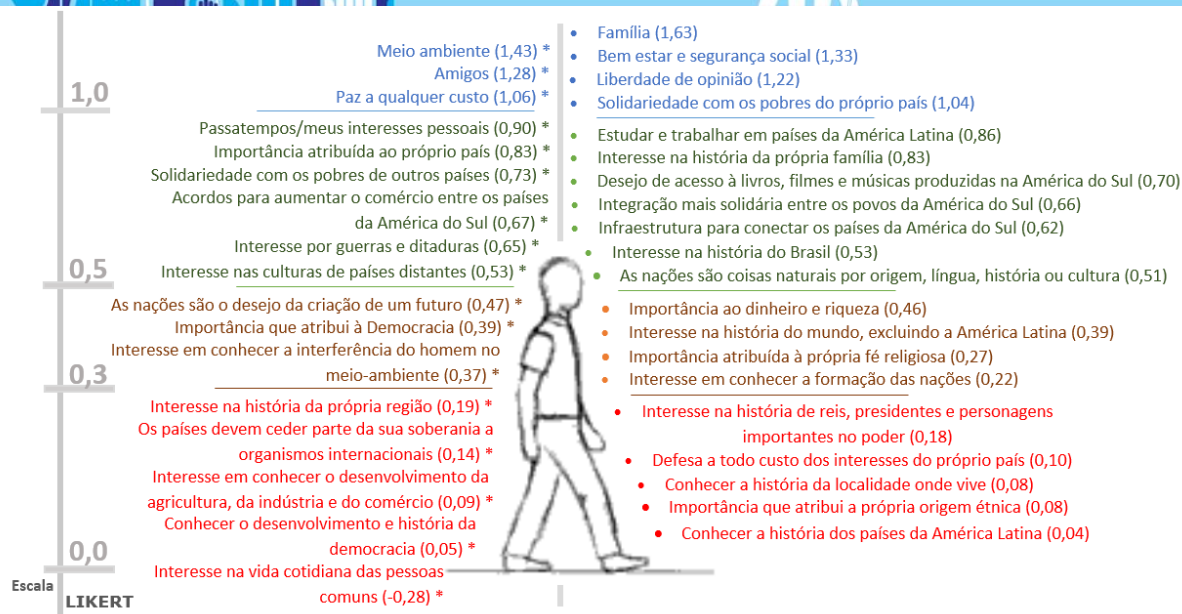 Meio ambiente (1,43) *
Amigos (1,28) *
Paz a qualquer custo (1,06) *
Passatempos/meus interesses pessoais (0,90) *
Importância atribuída ao próprio país (0,83) *
Solidariedade com os pobres de outros países (0,73) *
Acordos para aumentar o comércio entre os países
da América do Sul (0,67) *
Interesse por guerras e ditaduras (0,65) *
Interesse nas culturas de países distantes (0,53) *
As nações são o desejo da criação de um futuro (0,47) *
Importância que atribui à Democracia (0,39) *
Interesse em conhecer a interferência do homem no
meio-ambiente (0,37) *
Interesse na história da própria região (0,19) *
Os países devem ceder parte da sua soberania a
organismos internacionais (0,14) *
Interesse em conhecer o desenvolvimento da
agricultura, da indústria e do comércio (0,09) *
Conhecer o desenvolvimento e história da
democracia (0,05) *
Interesse na vida cotidiana das pessoas
comuns (-0,28) *
• Família (1,63)
• Bem estar e segurança social (1,33)
• Liberdade de opinião (1,22)
• Solidariedade com os pobres do próprio país (1,04)
• Estudar e trabalhar em países da América Latina (0,86)
• Interesse na história da própria família (0,83)
• Desejo de acesso à livros, filmes e músicas produzidas na América do Sul (0,70)
• Integração mais solidária entre os povos da América do Sul (0,66)
• Infraestrutura para conectar os países da América do Sul (0,62)
• Interesse na história do Brasil (0,53)
• As nações são coisas naturais por origem, língua, história ou cultura (0,51)
• Importância ao dinheiro e riqueza (0,46)
• Interesse na história do mundo, excluindo a América Latina (0,39)
• Importância atribuída à própria fé religiosa (0,27)
• Interesse em conhecer a formação das nações (0,22)
• Interesse na história de reis, presidentes e personagens
importantes no poder (0,18)
• Defesa a todo custo dos interesses do próprio país (0,10)
• Conhecer a história da localidade onde vive (0,08)
• Importância que atribui a própria origem étnica (0,08)
• Conhecer a história dos países da América Latina (0,04)
1,0
0,5
0,3
0,0
Escala
LIKERT